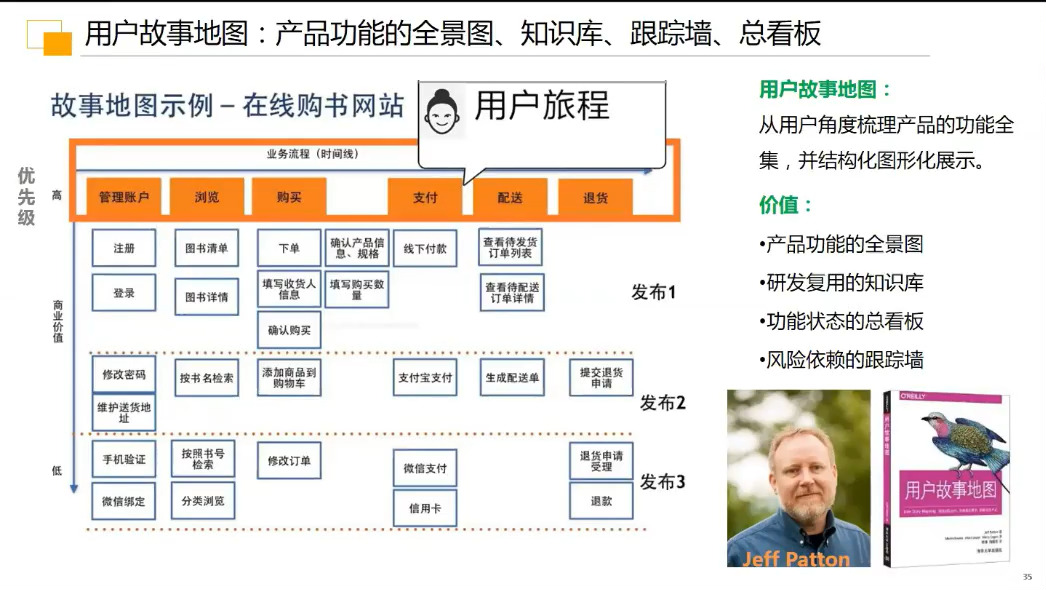 用户故事地图：产品功能的全景图、知识库、跟踪墙、总看板
故事地图示例 – 在线购书网站
用户旅程
业务流程（时间线）
优先级
高
商业价值
低
管理账户
浏览
购买
支付
配送
退货
注册
图书清单
下单
确认产品信
息、规格
线下付款
查看待发货
订单列表
登录
图书详情
填写收货人
信息
填写购买数
量
查看待配送
订单详情
确认购买
发布1
修改密码
按书名检索
添加商品到
购物车
支付宝支付
生成配送单
提交退货
申请
维护送货地
址
发布2
手机验证
按照书号
检索
修改订单
微信支付
退货申请
受理
微信绑定
分类浏览
信用卡
退款
发布3
用户故事地图：
从用户角度梳理产品的功能全
集，并结构化图形化展示。
价值：
•产品功能的全景图
•研发复用的知识库
•功能状态的总看板
•风险依赖的跟踪墙
Jeff Patton
O'REILLY
用户故事地图
用户故事地图
35